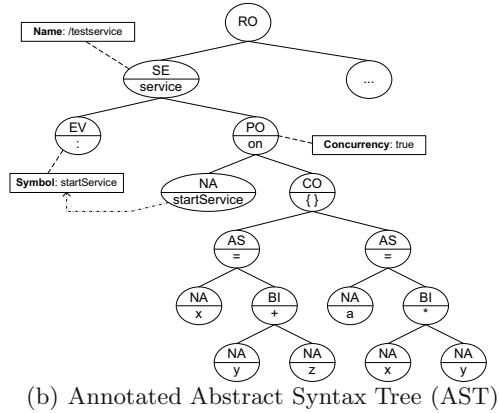 RO
Name: /testservice
SE
service
...
EV
:
PO
on
Concurrency: true
Symbol: startService
NA
startService
CO
{ }
AS
=
AS
=
NA
x
BI
+
NA
a
BI
*
NA
y
NA
z
NA
x
NA
y
(b) Annotated Abstract Syntax Tree (AST)